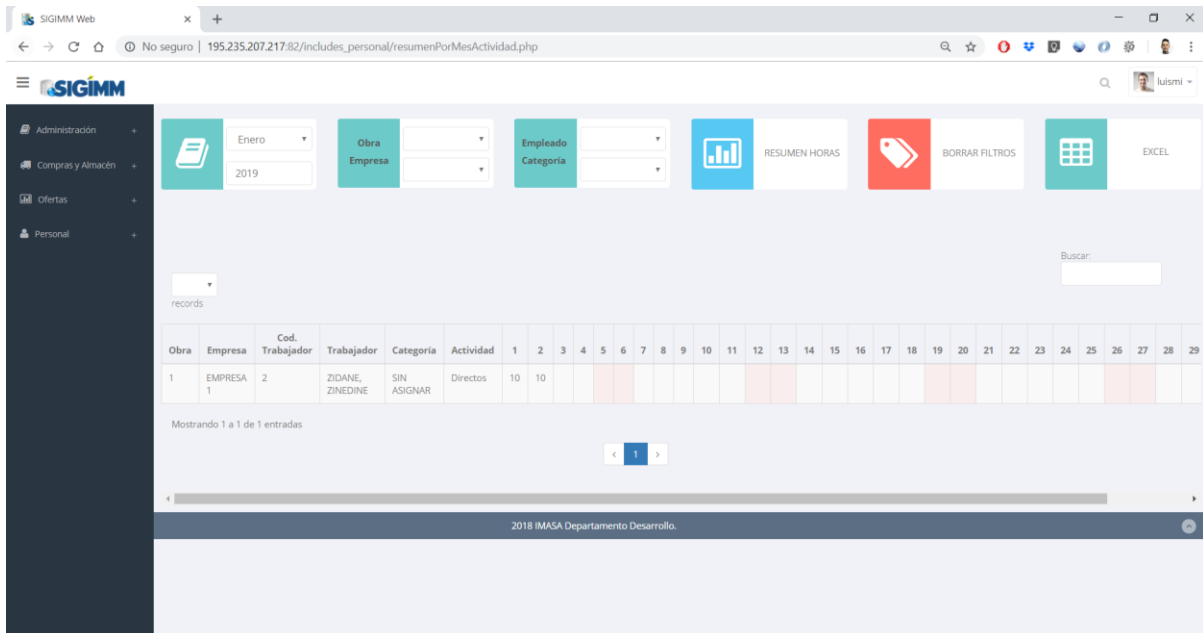 SIGIMM Web
No seguro | 195.235.207.217:82/includes_personal/resumenPorMesActividad.php
SIGÍMM
luismi
Administración +
Compras y Almacén +
Ofertas +
Personal +
Enero
2019
Obra
Empresa
Empleado
Categoría
RESUMEN HORAS
BORRAR FILTROS
EXCEL
Buscar:
records
Obra Empresa Cod. Trabajador Trabajador Categoría Actividad 1 2 3 4 5 6 7 8 9 10 11 12 13 14 15 16 17 18 19 20 21 22 23 24 25 26 27 28 29
1 EMPRESA 1 2 ZIDANE, ZINEDINE SIN ASIGNAR Directos 10 10
Mostrando 1 a 1 de 1 entradas
< 1 >
2018 IMASA Departamento Desarrollo.